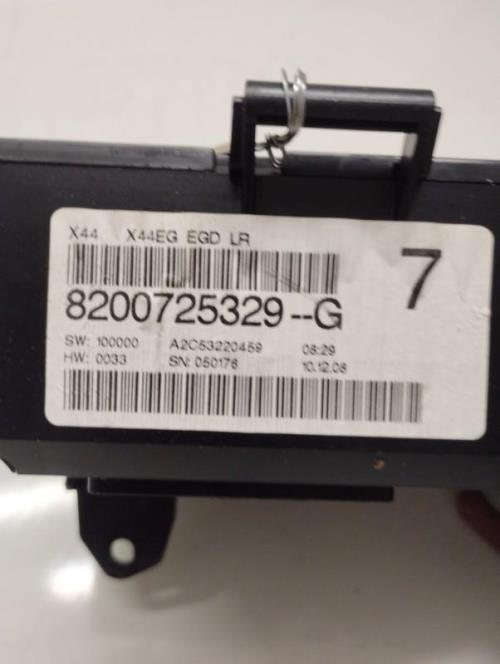 X44 X44EG EGD LR
7
8200725329--G
SW: 100000 A2C53220459 08:29
HW: 0033 SN: 050176 10.12.08